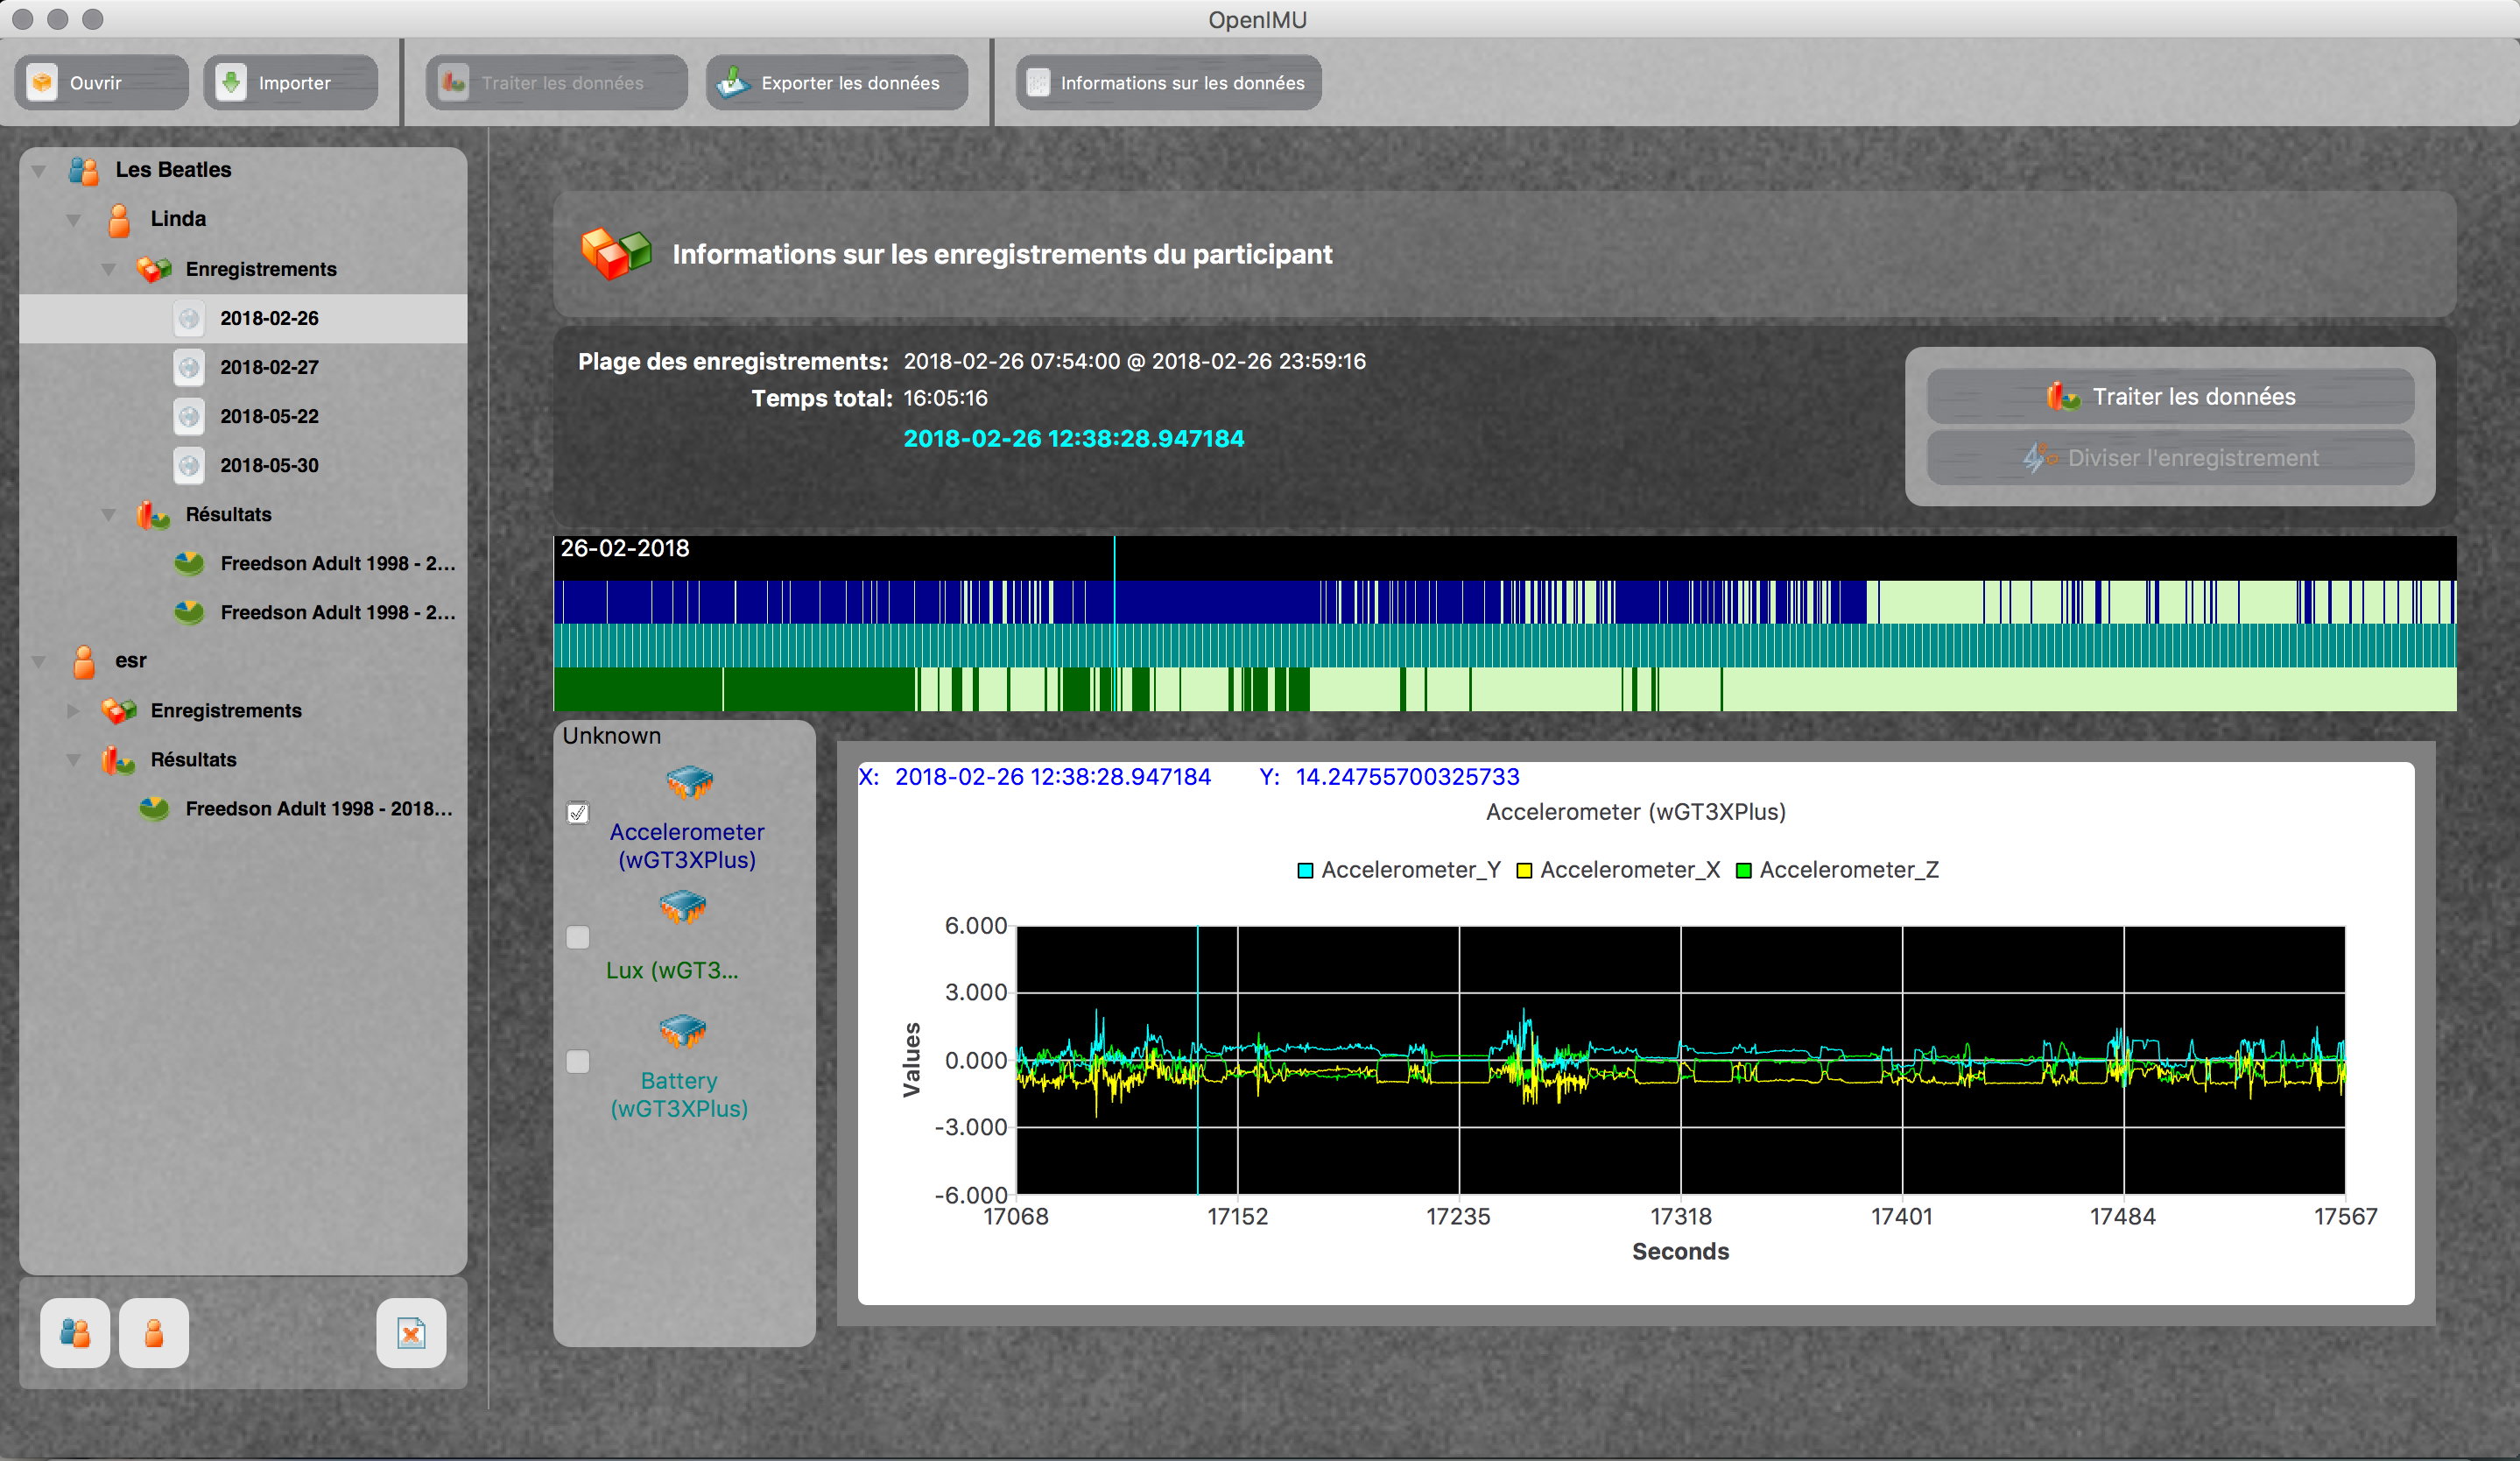 OpenIMU
Ouvrir
Importer
Traiter les données
Exporter les données
Informations sur les données
Les Beatles
Linda
Enregistrements
2018-02-26
2018-02-27
2018-05-22
2018-05-30
Résultats
Freedson Adult 1998 - 2...
Freedson Adult 1998 - 2...
esr
Enregistrements
Résultats
Freedson Adult 1998 - 2018...
Informations sur les enregistrements du participant
Plage des enregistrements: 2018-02-26 07:54:00 @ 2018-02-26 23:59:16
Temps total: 16:05:16
2018-02-26 12:38:28.947184
Traiter les données
Diviser l'enregistrement
26-02-2018
Unknown
Accelerometer
(wGT3XPlus)
Lux (wGT3...
Battery
(wGT3XPlus)
X: 2018-02-26 12:38:28.947184 Y: 14.24755700325733
Accelerometer (wGT3XPlus)
Accelerometer_Y Accelerometer_X Accelerometer_Z
6.000
3.000
0.000
-3.000
-6.000
Values
17068 17152 17235 17318 17401 17484 17567
Seconds